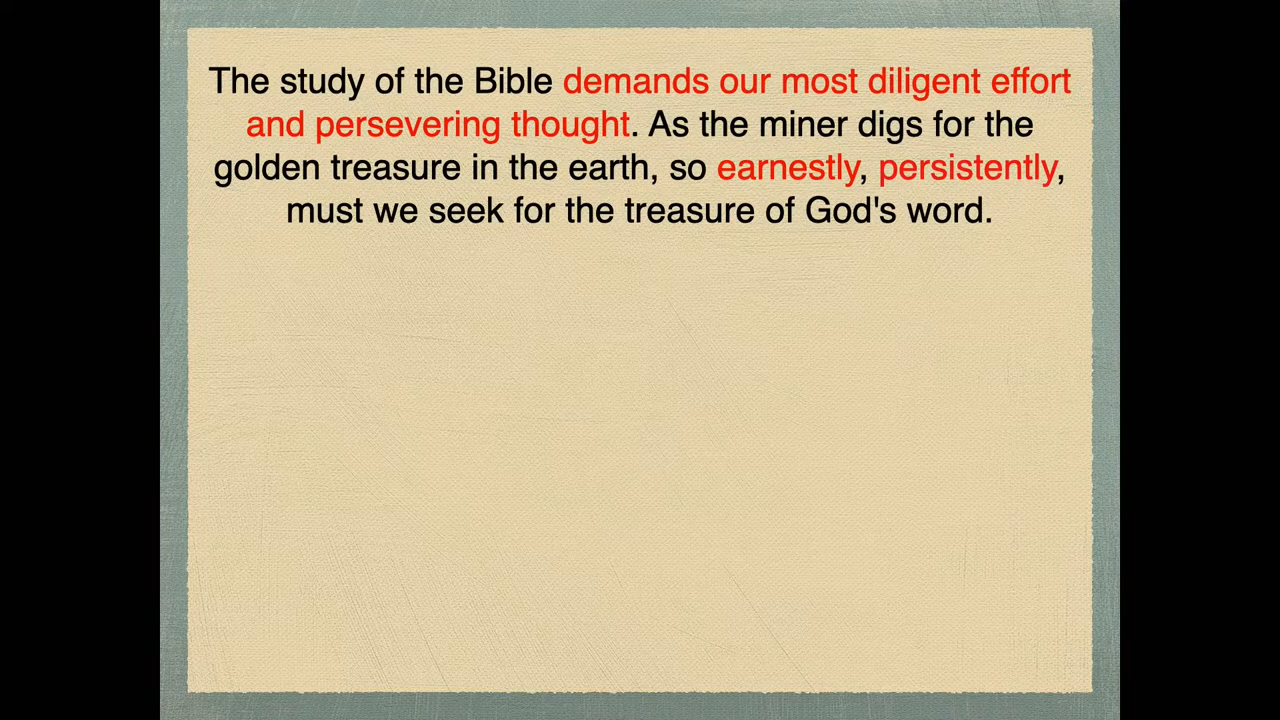 The study of the Bible demands our most diligent effort
and persevering thought. As the miner digs for the
golden treasure in the earth, so earnestly, persistently,
must we seek for the treasure of God's word.